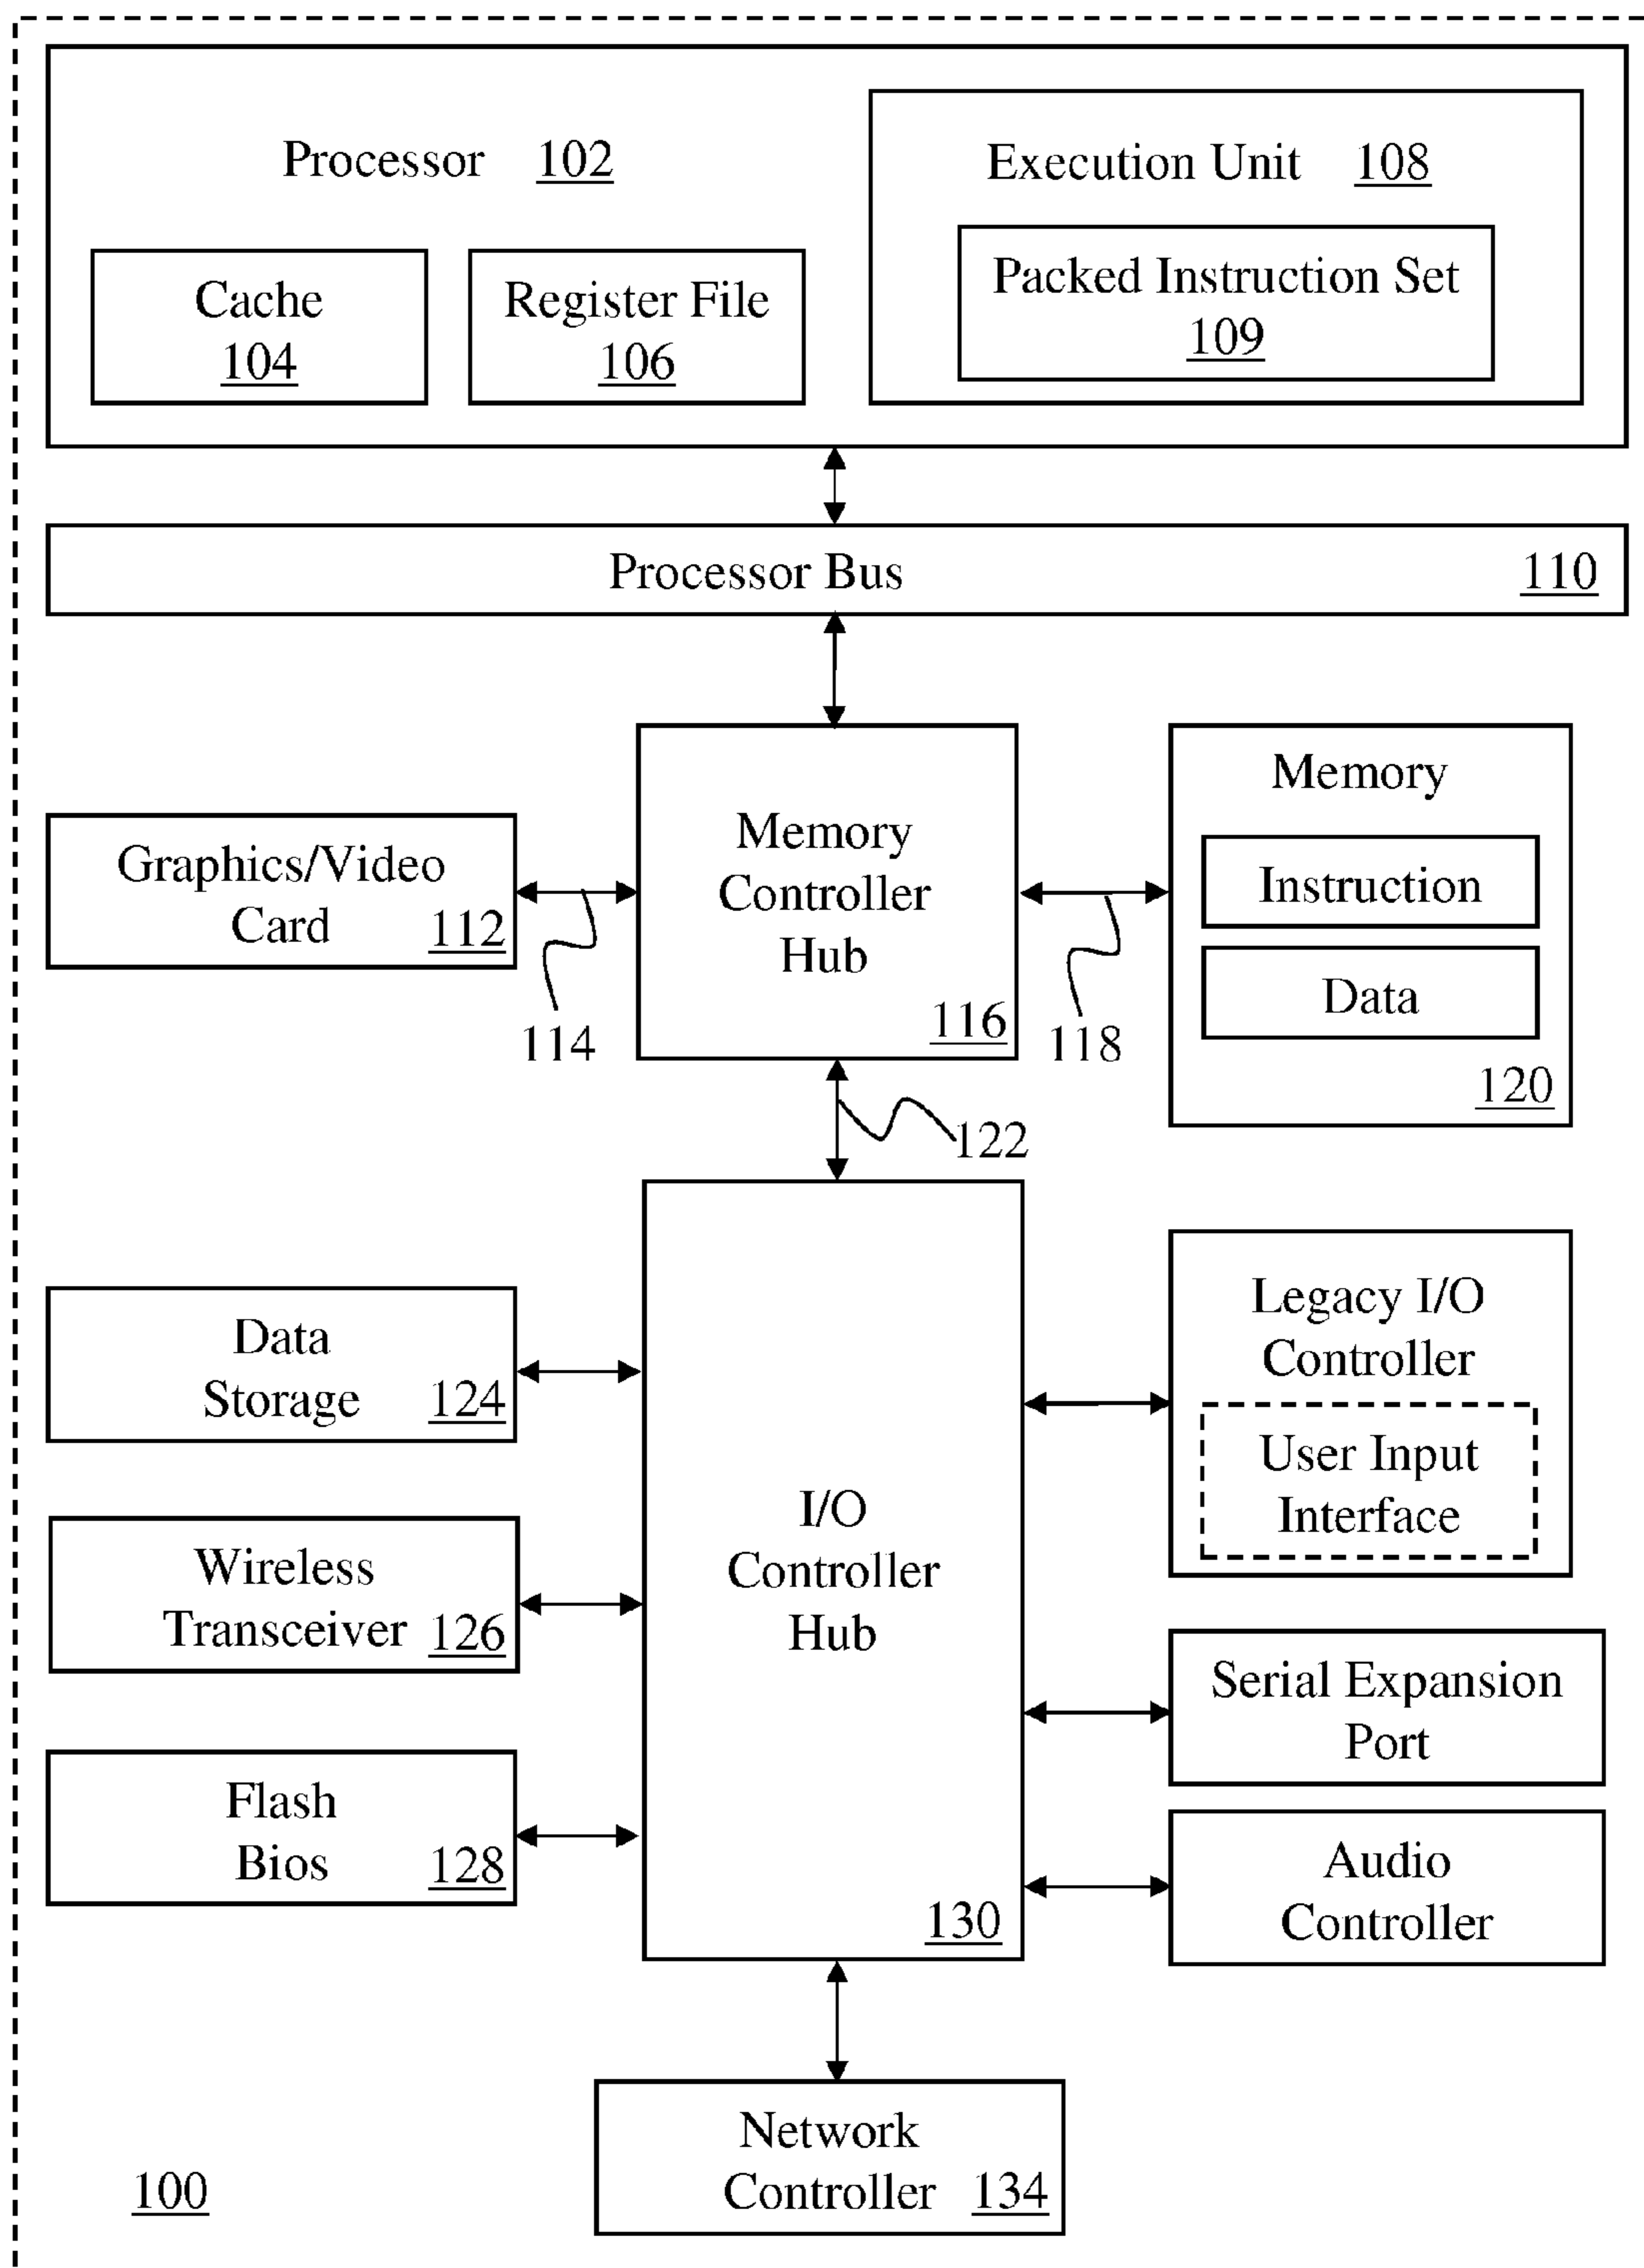 Processor 102
Execution Unit 108
Cache
104
Register File
106
Packed Instruction Set
109
Processor Bus 110
Graphics/Video
Card 112
114
Memory
Controller
Hub
116
118
Memory
Instruction
Data
120
122
Data
Storage 124
Wireless
Transceiver 126
Flash
Bios 128
I/O
Controller
Hub
130
Legacy I/O
Controller
User Input
Interface
Serial Expansion
Port
Audio
Controller
Network
Controller 134
100